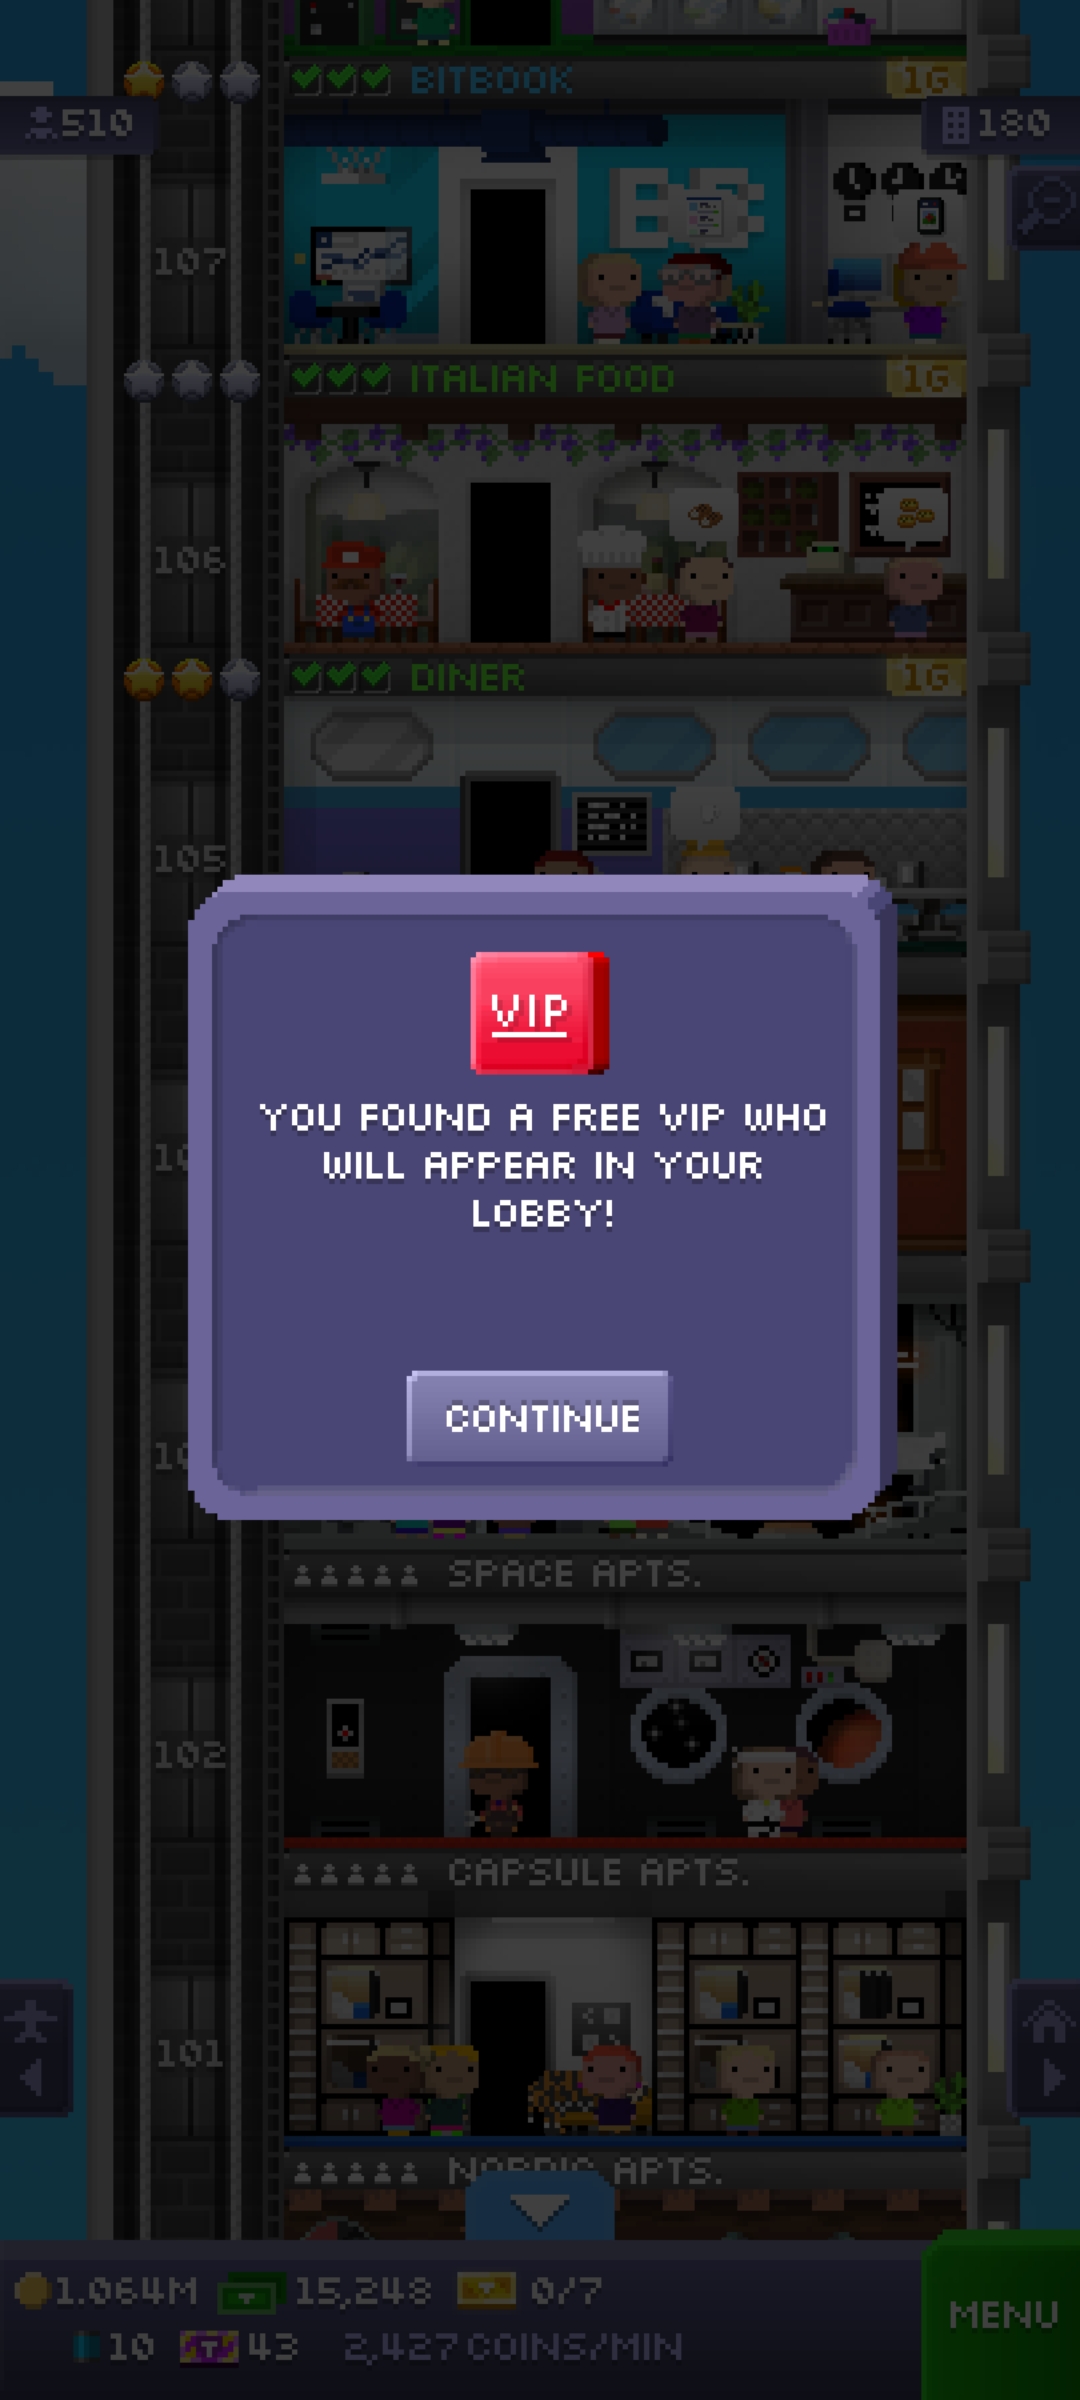 BITBOOK 1G
510
180
107
ITALIAN FOOD 1G
106
DINER 1G
105
VIP
YOU FOUND A FREE VIP WHO
WILL APPEAR IN YOUR
LOBBY!
CONTINUE
SPACE APTS.
102
CAPSULE APTS.
101
NORDIC APTS.
1.064M 15,248 0/7
MENU
10 43 2,427 COINS/MIN